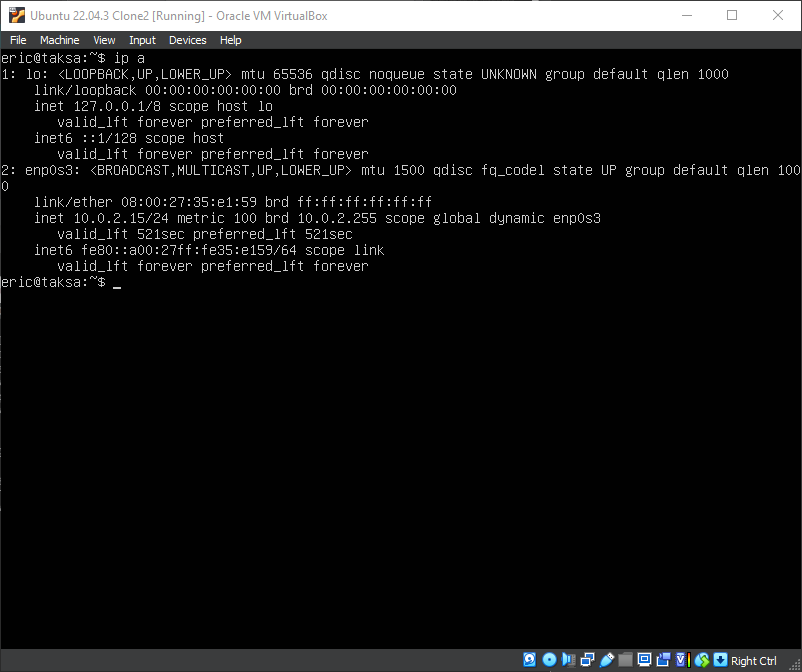 Ubuntu 22.04.3 Clone2 [Running] - Oracle VM VirtualBox
File Machine View Input Devices Help
eric@taksa:~$ ip a
1: lo: <LOOPBACK,UP,LOWER_UP> mtu 65536 qdisc noqueue state UNKNOWN group default qlen 1000
    link/loopback 00:00:00:00:00:00 brd 00:00:00:00:00:00
    inet 127.0.0.1/8 scope host lo
       valid_lft forever preferred_lft forever
    inet6 ::1/128 scope host
       valid_lft forever preferred_lft forever
2: enp0s3: <BROADCAST,MULTICAST,UP,LOWER_UP> mtu 1500 qdisc fq_codel state UP group default qlen 100
0
    link/ether 08:00:27:35:e1:59 brd ff:ff:ff:ff:ff:ff
    inet 10.0.2.15/24 metric 100 brd 10.0.2.255 scope global dynamic enp0s3
       valid_lft 521sec preferred_lft 521sec
    inet6 fe80::a00:27ff:fe35:e159/64 scope link
       valid_lft forever preferred_lft forever
eric@taksa:~$ _
Right Ctrl